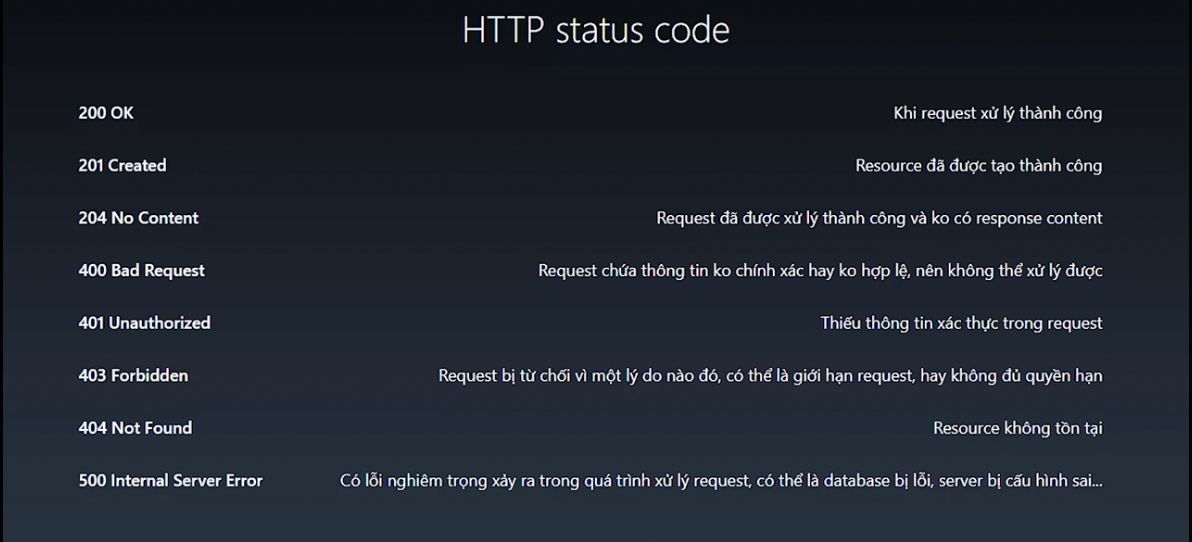 HTTP status code
200 OK Khi request xử lý thành công
201 Created Resource đã được tạo thành công
204 No Content Request đã được xử lý thành công và ko có response content
400 Bad Request Request chứa thông tin ko chính xác hay ko hợp lệ, nên không thể xử lý được
401 Unauthorized Thiếu thông tin xác thực trong request
403 Forbidden Request bị từ chối vì một lý do nào đó, có thể là giới hạn request, hay không đủ quyền hạn
404 Not Found Resource không tồn tại
500 Internal Server Error Có lỗi nghiêm trọng xảy ra trong quá trình xử lý request, có thể là database bị lỗi, server bị cấu hình sai...